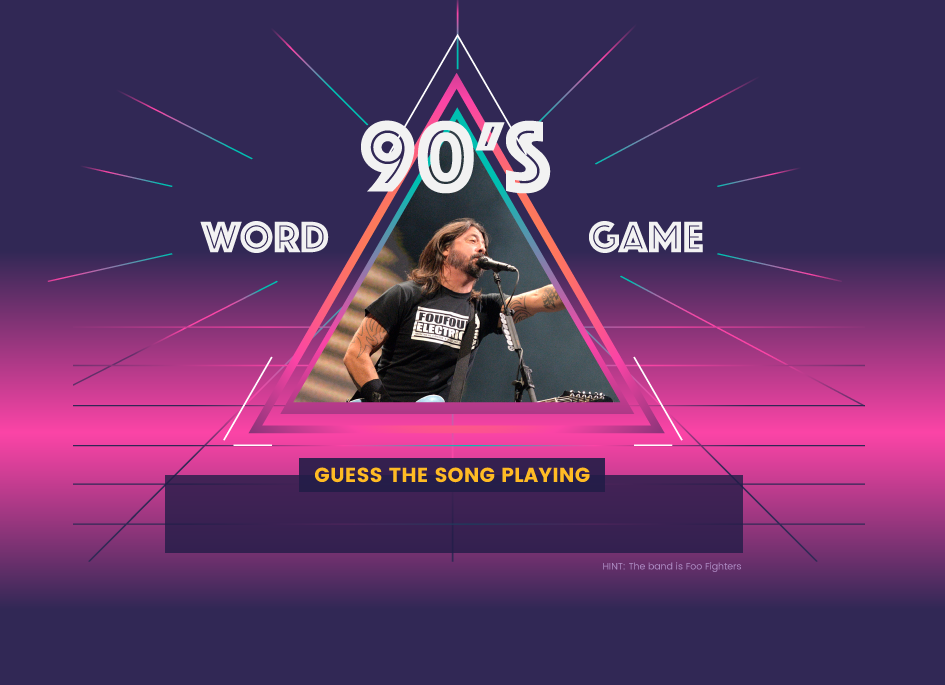 90'S
WORD
GAME
FOUFOU
ELECTRIC
GUESS THE SONG PLAYING
HINT: The band is Foo Fighters